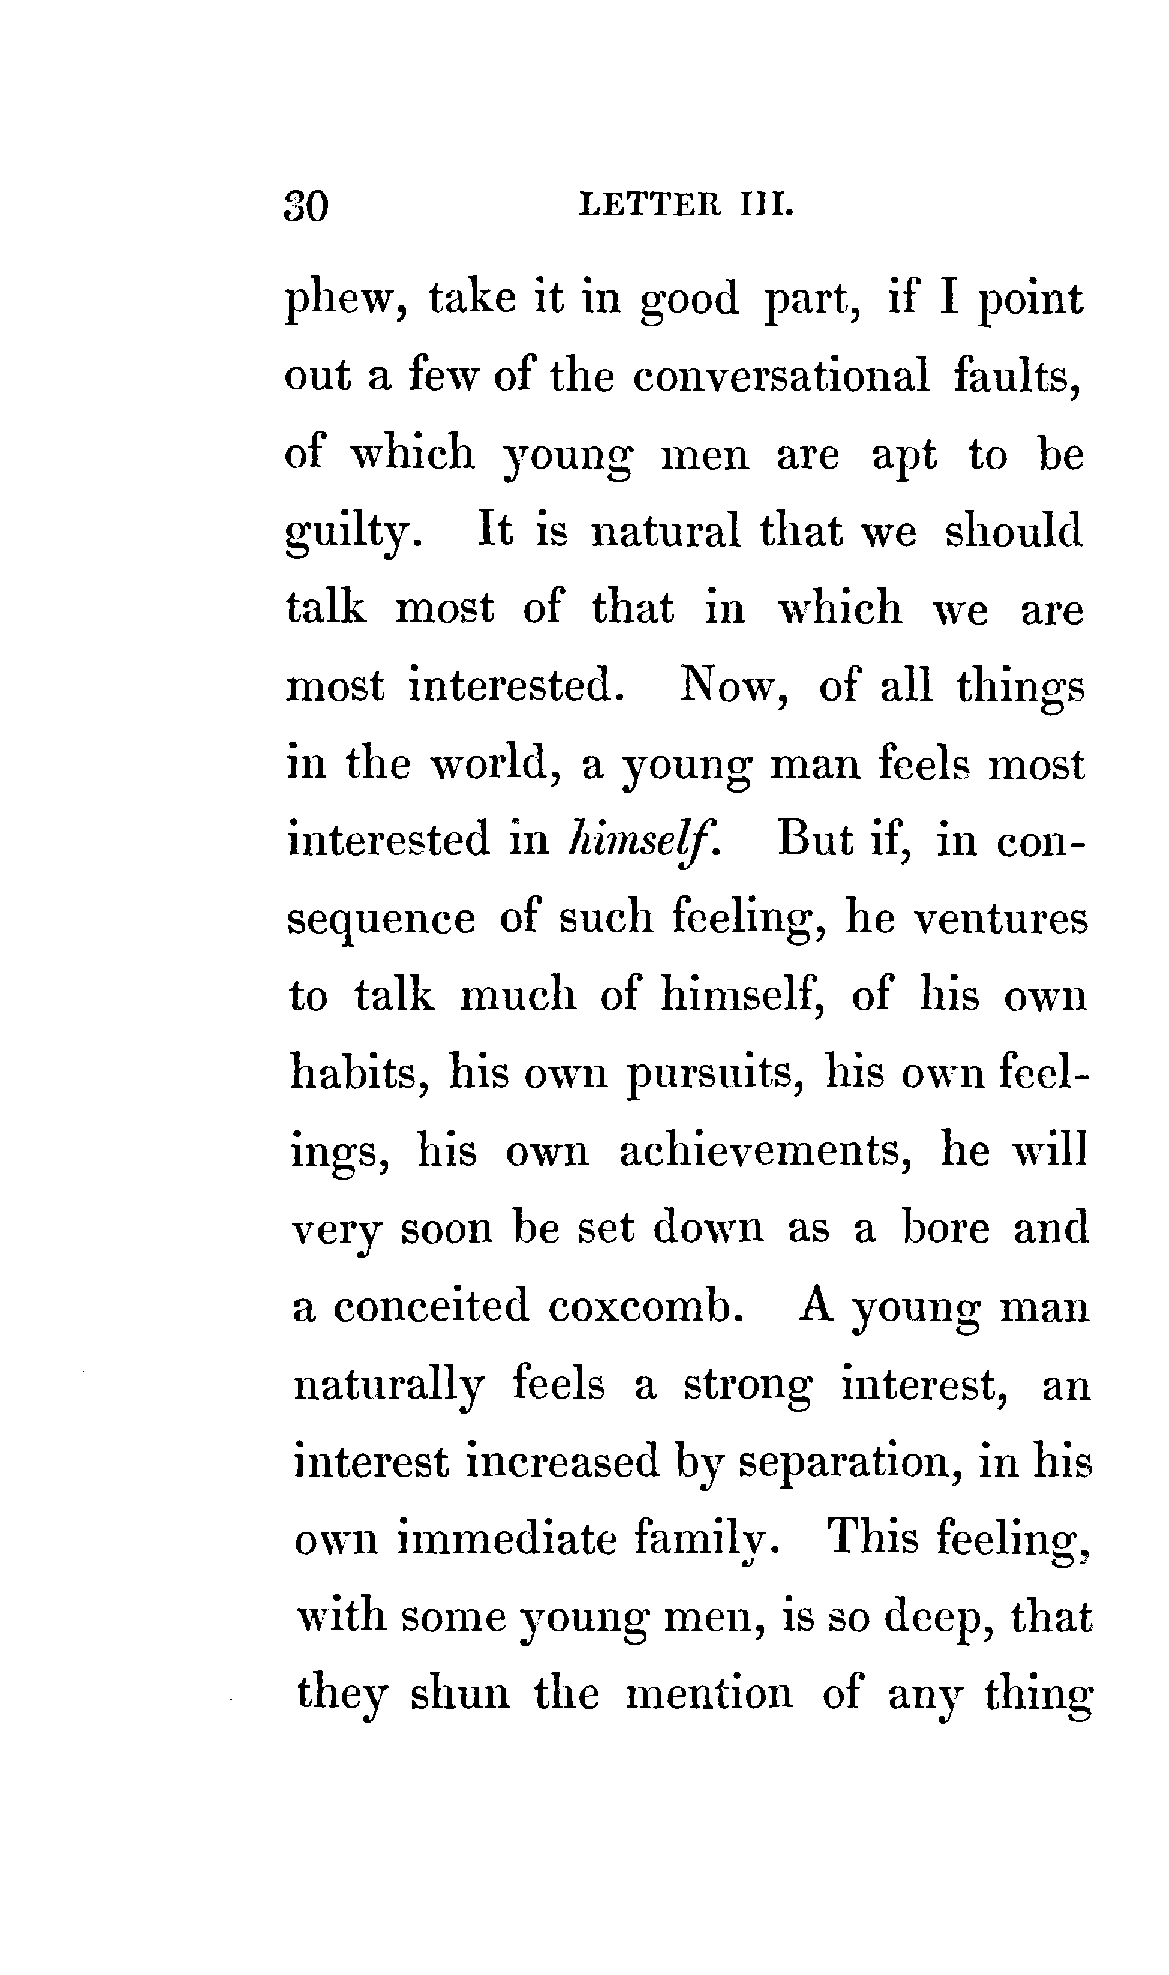 30 LETTER III.
phew, take it in good part, if I point
out a few of the conversational faults,
of which young men are apt to be
guilty. It is natural that we should
talk most of that in which we are
most interested. Now, of all things
in the world, a young man feels most
interested in himself. But if, in con-
sequence of such feeling, he ventures
to talk much of himself, of his own
habits, his own pursuits, his own feel-
ings, his own achievements, he will
very soon be set down as a bore and
a conceited coxcomb. A young man
naturally feels a strong interest, an
interest increased by separation, in his
own immediate family. This feeling,
with some young men, is so deep, that
they shun the mention of any thing